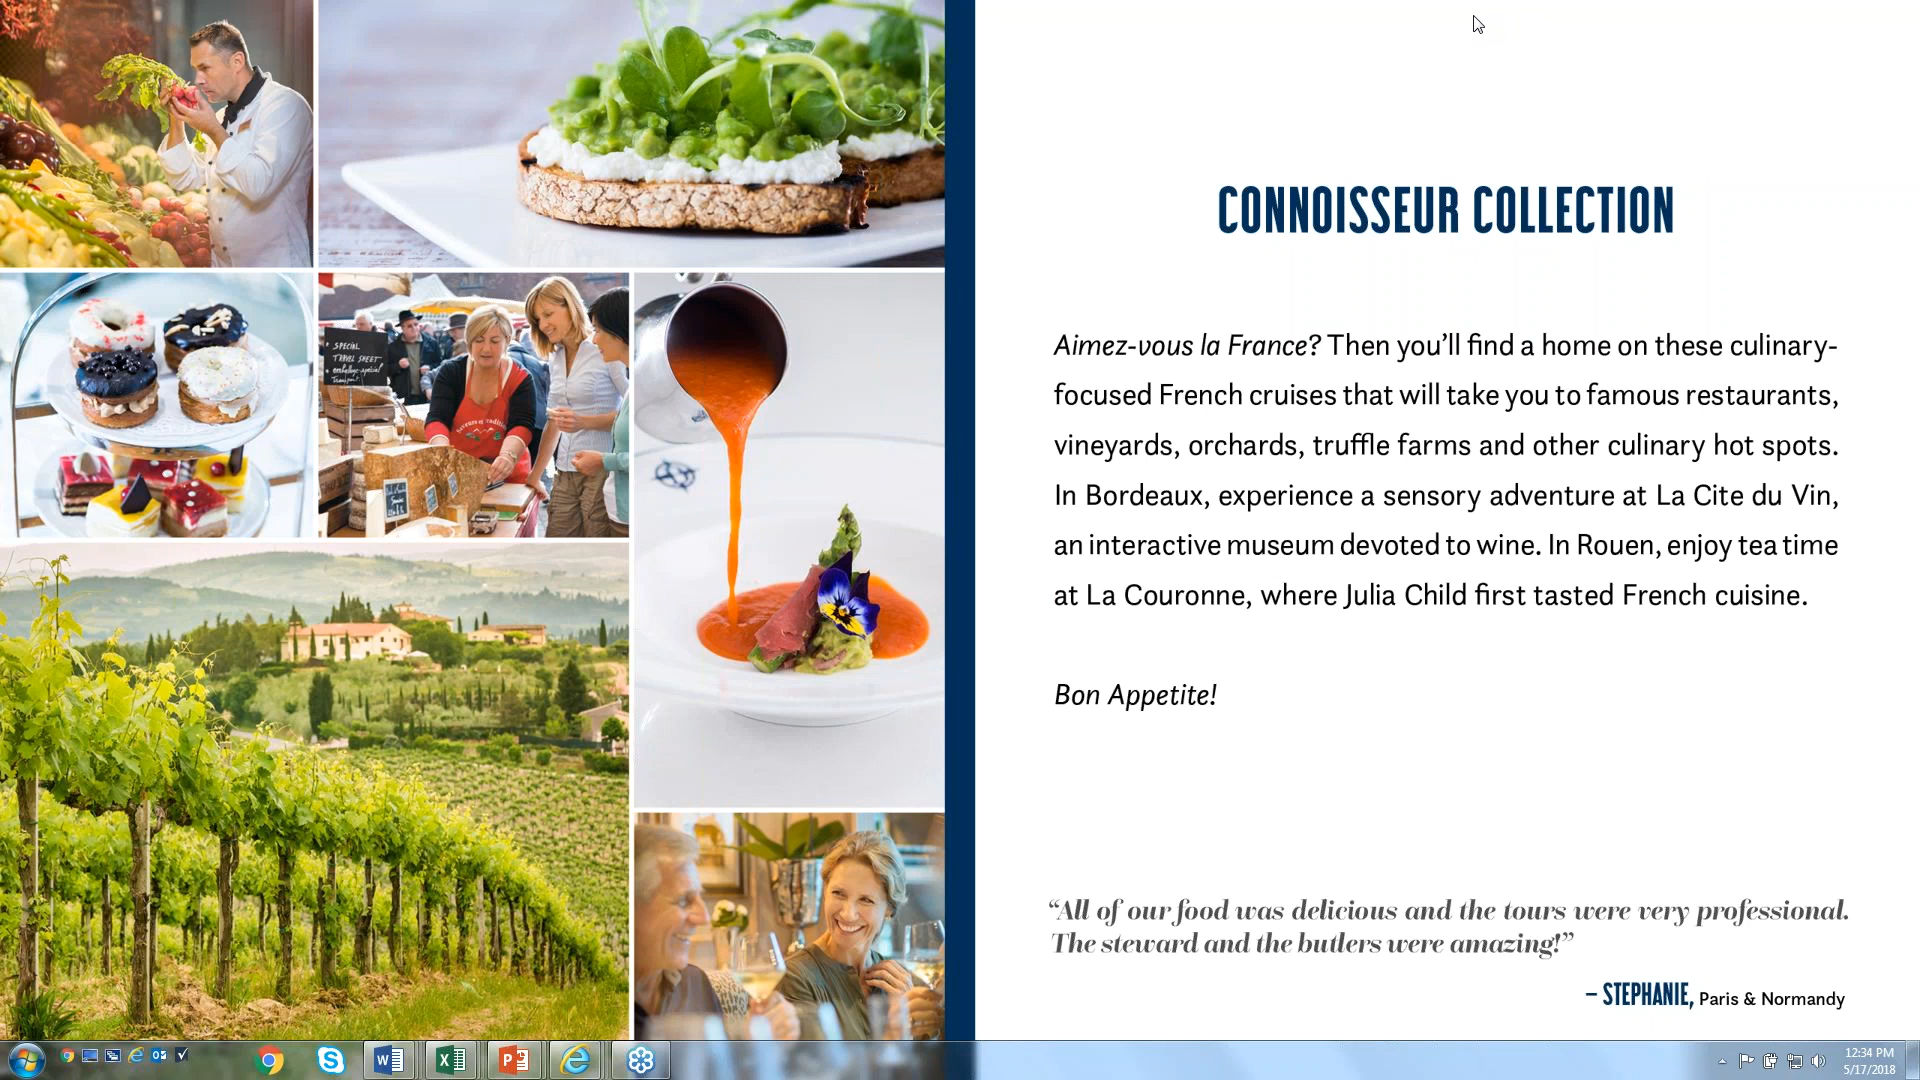 CONNOISSEUR COLLECTION
Aimez-vous la France? Then you’ll find a home on these culinary-
focused French cruises that will take you to famous restaurants,
vineyards, orchards, truffle farms and other culinary hot spots.
In Bordeaux, experience a sensory adventure at La Cite du Vin,
an interactive museum devoted to wine. In Rouen, enjoy tea time
at La Couronne, where Julia Child first tasted French cuisine.
Bon Appetite!
“All of our food was delicious and the tours were very professional.
The steward and the butlers were amazing!”
– STEPHANIE, Paris & Normandy
SPECIAL
TRAVEL SHEET
12:34 PM
5/17/2018